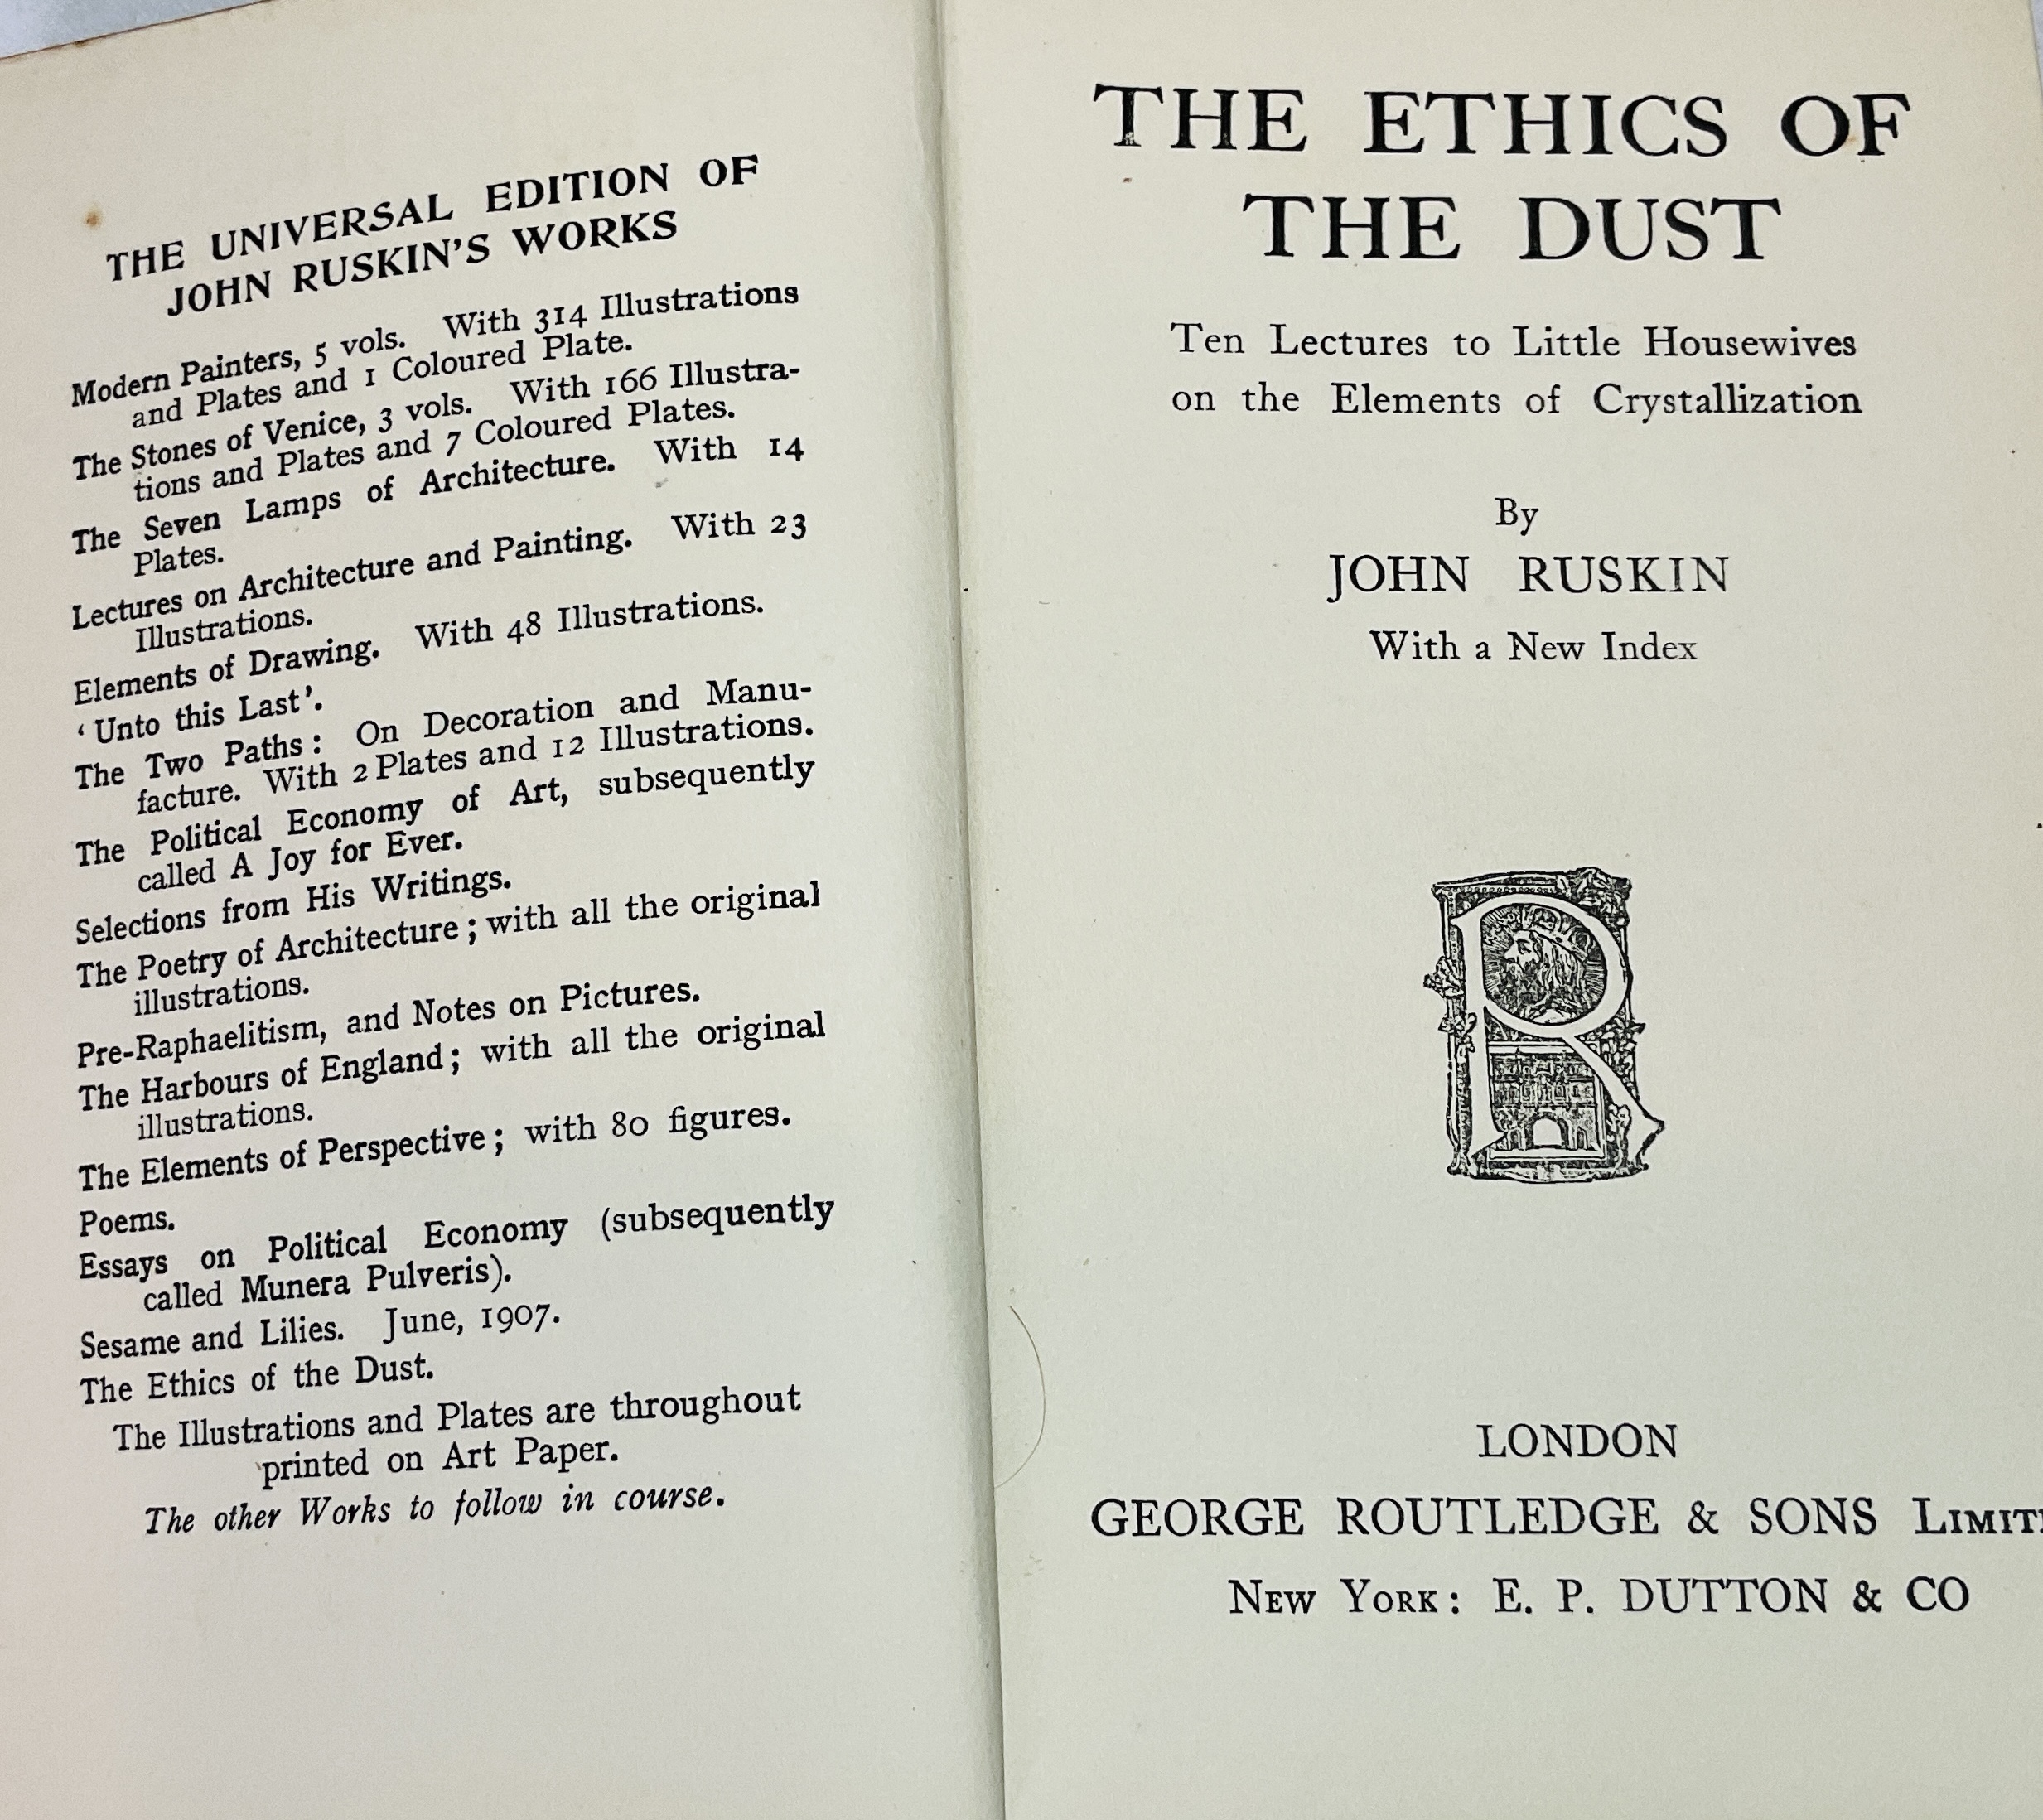 THE UNIVERSAL EDITION OF
JOHN RUSKIN'S WORKS
Modern Painters, 5 vols. With 314 Illustrations
and Plates and 1 Coloured Plate.
The Stones of Venice, 3 vols. With 166 Illustra-
tions and Plates and 7 Coloured Plates.
The Seven Lamps of Architecture. With 14
Plates.
Lectures on Architecture and Painting. With 23
Illustrations.
Elements of Drawing. With 48 Illustrations.
‘Unto this Last’.
The Two Paths: On Decoration and Manu-
facture. With 2 Plates and 12 Illustrations.
The Political Economy of Art, subsequently
called A Joy for Ever.
Selections from His Writings.
The Poetry of Architecture; with all the original
illustrations.
Pre-Raphaelitism, and Notes on Pictures.
The Harbours of England; with all the original
illustrations.
The Elements of Perspective; with 80 figures.
Poems.
Essays on Political Economy (subsequently
called Munera Pulveris).
Sesame and Lilies. June, 1907.
The Ethics of the Dust.
The Illustrations and Plates are throughout
printed on Art Paper.
The other Works to follow in course.
THE ETHICS OF
THE DUST
Ten Lectures to Little Housewives
on the Elements of Crystallization
By
JOHN RUSKIN
With a New Index
R
LONDON
GEORGE ROUTLEDGE & SONS LIMIT
NEW YORK: E. P. DUTTON & CO